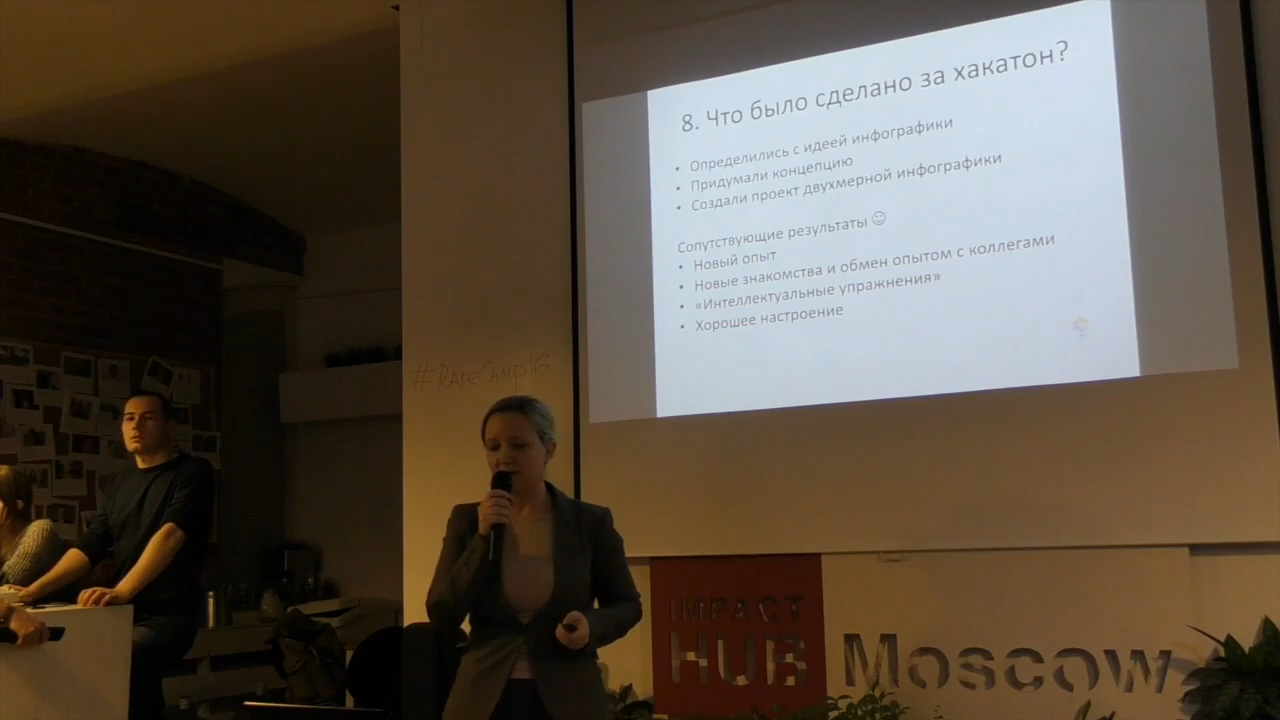 8. Что было сделано за хакатон?
• Определились с идеей инфографики
• Придумали концепцию
• Создали проект двухмерной инфографики
Сопутствующие результаты ☺
• Новый опыт
• Новые знакомства и обмен опытом с коллегами
• «Интеллектуальные упражнения»
• Хорошее настроение
#RareCamp16
IMPACT
HUB Moscow